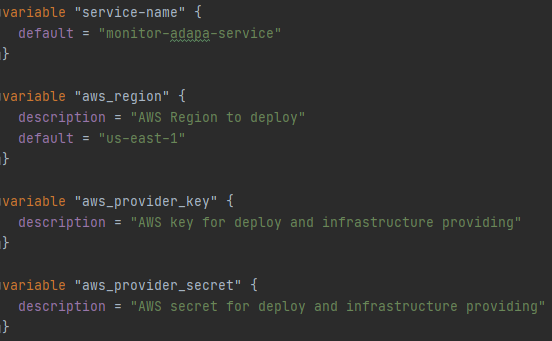 variable "service-name" {
  default = "monitor-adapa-service"
}

variable "aws_region" {
  description = "AWS Region to deploy"
  default = "us-east-1"
}

variable "aws_provider_key" {
  description = "AWS key for deploy and infrastructure providing"
}

variable "aws_provider_secret" {
  description = "AWS secret for deploy and infrastructure providing"
}